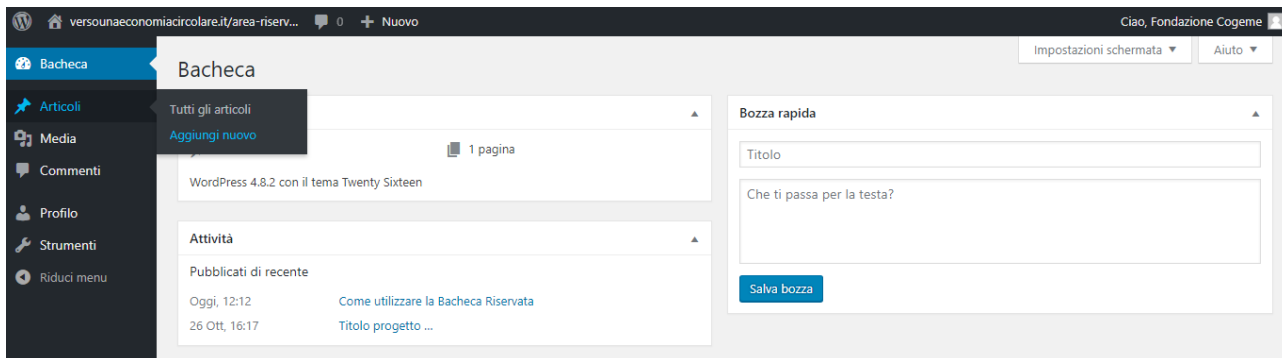 versounaeconomiacircolare.it/area-riserv... 0 + Nuovo Ciao, Fondazione Cogeme
Impostazioni schermata ▼ Aiuto ▼
Bacheca
Articoli
Media
Commenti
Profilo
Strumenti
Riduci menu
Tutti gli articoli
Aggiungi nuovo
Bacheca
1 pagina
WordPress 4.8.2 con il tema Twenty Sixteen
Attività
Pubblicati di recente
Oggi, 12:12 Come utilizzare la Bacheca Riservata
26 Ott, 16:17 Titolo progetto ...
Bozza rapida
Titolo
Che ti passa per la testa?
Salva bozza